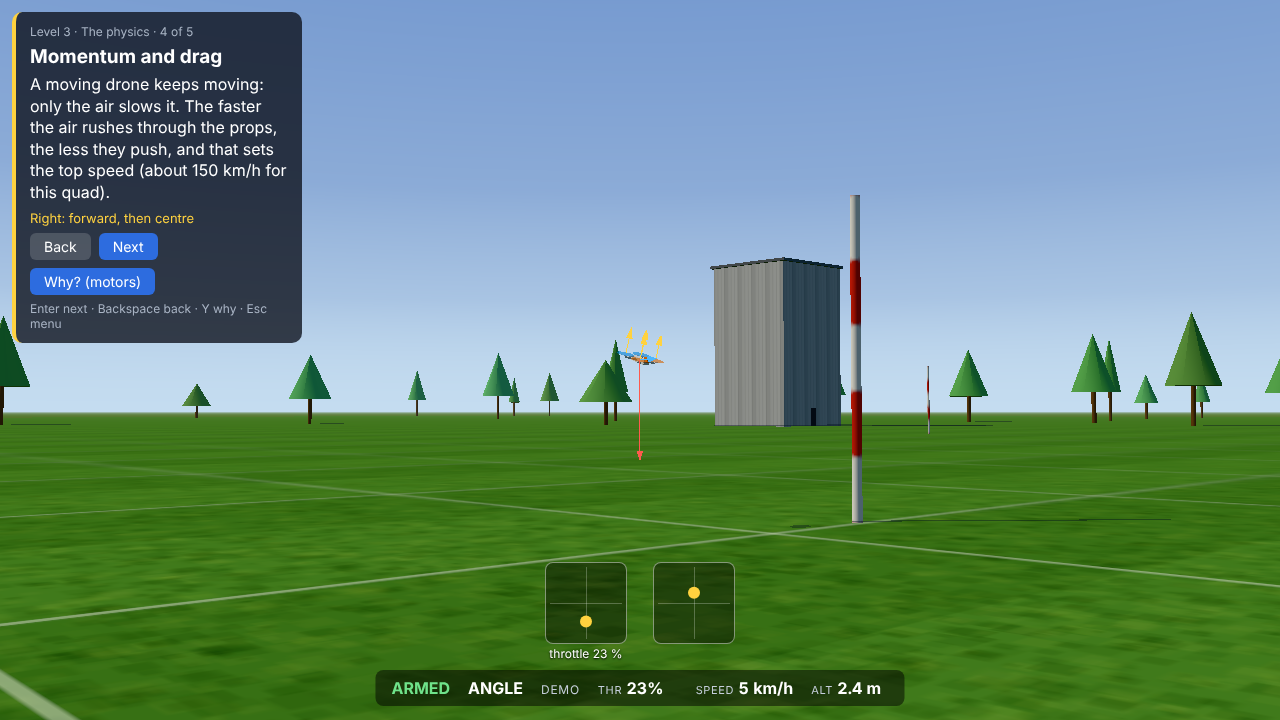 Level 3 · The physics · 4 of 5
Momentum and drag
A moving drone keeps moving:
only the air slows it. The faster
the air rushes through the props,
the less they push, and that sets
the top speed (about 150 km/h for
this quad).
Right: forward, then centre
Back Next
Why? (motors)
Enter next · Backspace back · Y why · Esc
menu
throttle 23 %
ARMED ANGLE DEMO THR 23% SPEED 5 km/h ALT 2.4 m